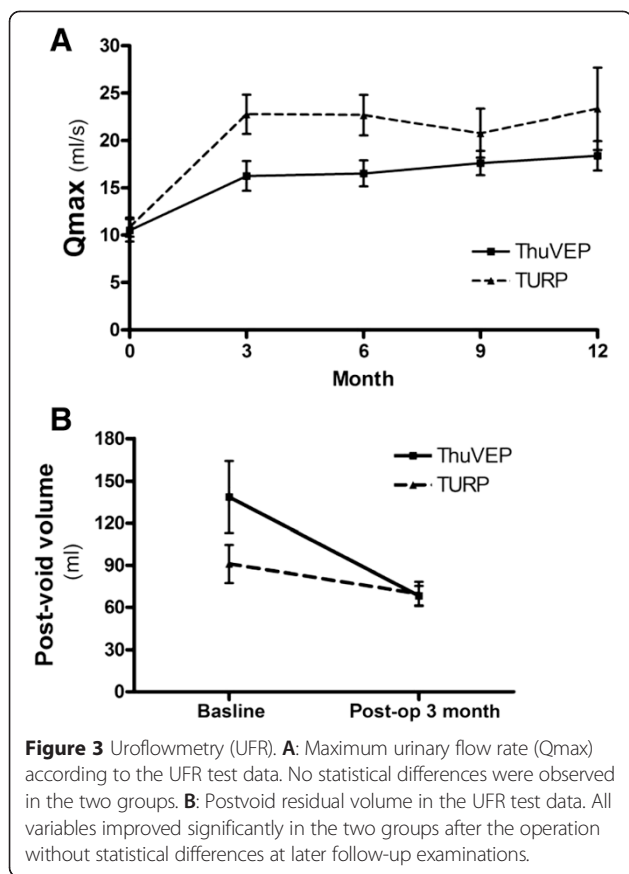 A
30
25
20
15
10
5
0
Qmax (ml/s)
ThuVEP
TURP
0 3 6 9 12
Month
B
180
150
120
90
60
30
0
Post-void volume
(ml)
ThuVEP
TURP
Basline Post-op 3 month
Figure 3 Uroflowmetry (UFR). A: Maximum urinary flow rate (Qmax)
according to the UFR test data. No statistical differences were observed
in the two groups. B: Postvoid residual volume in the UFR test data. All
variables improved significantly in the two groups after the operation
without statistical differences at later follow-up examinations.